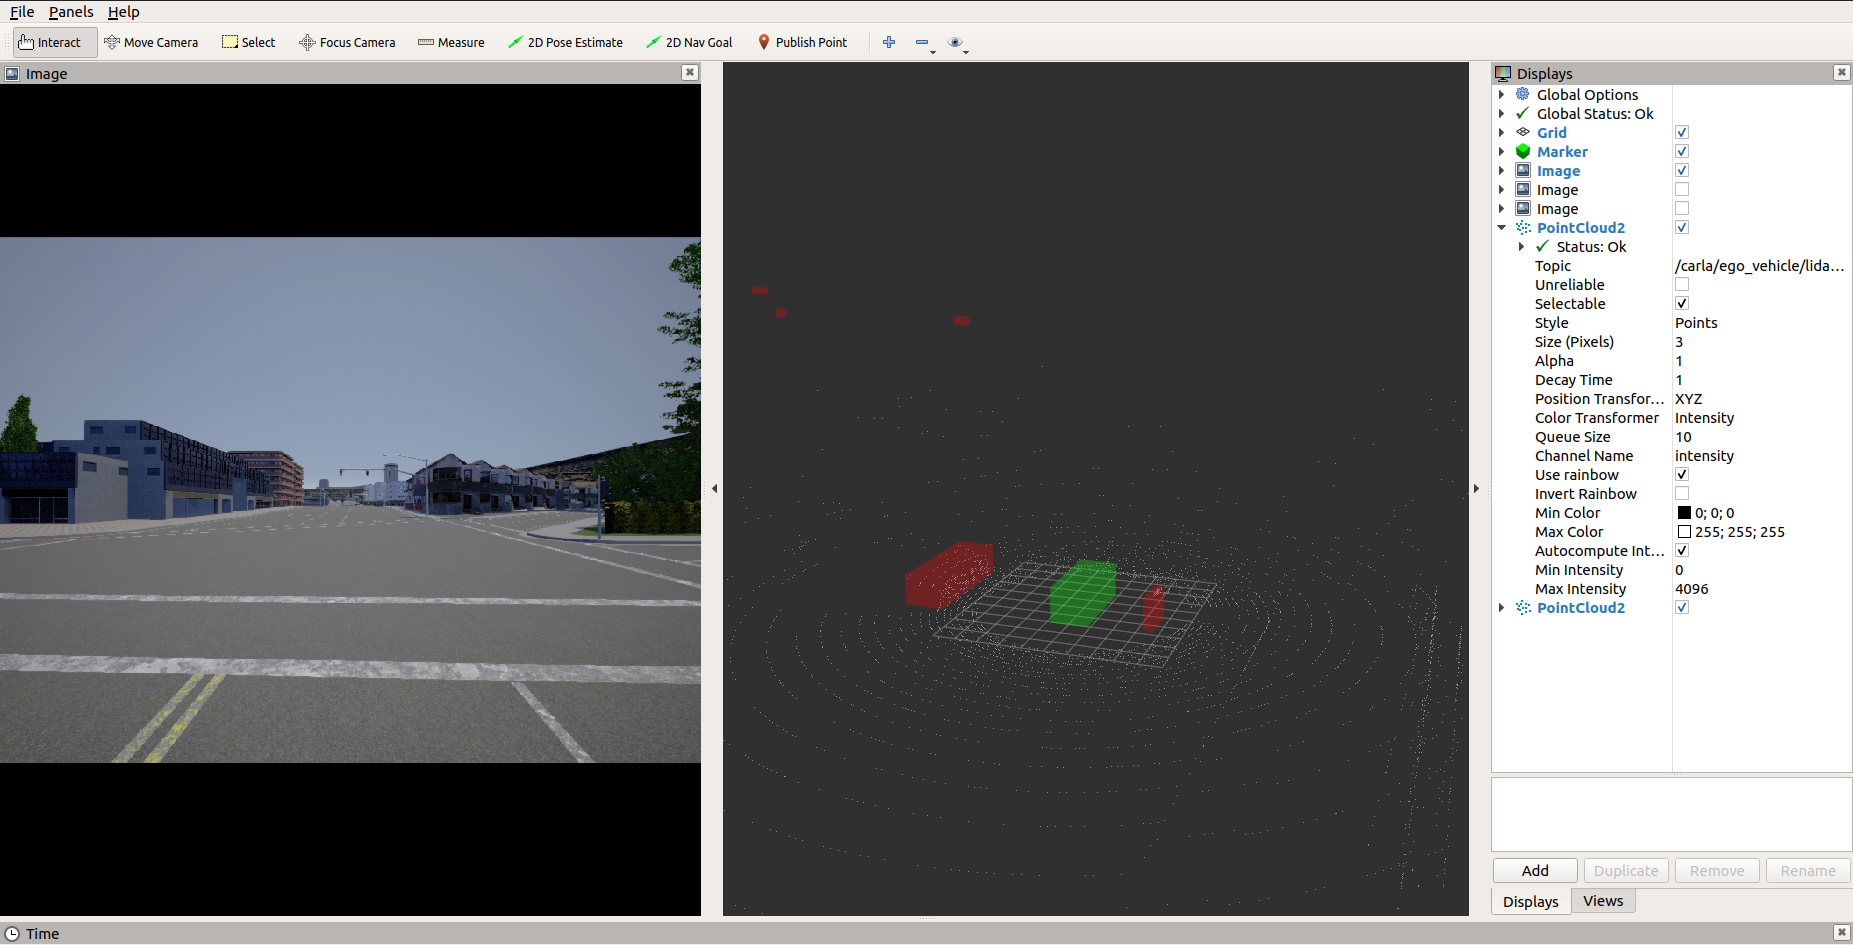 File Panels Help
Interact Move Camera Select Focus Camera Measure 2D Pose Estimate 2D Nav Goal Publish Point
Image
Displays
Global Options
Global Status: Ok
Grid
Marker
Image
Image
Image
PointCloud2
Status: Ok
Topic /carla/ego_vehicle/lida...
Unreliable
Selectable
Style Points
Size (Pixels) 3
Alpha 1
Decay Time 1
Position Transfor... XYZ
Color Transformer Intensity
Queue Size 10
Channel Name intensity
Use rainbow
Invert Rainbow
Min Color 0; 0; 0
Max Color 255; 255; 255
Autocompute Int...
Min Intensity 0
Max Intensity 4096
PointCloud2
Add Duplicate Remove Rename
Displays Views
Time